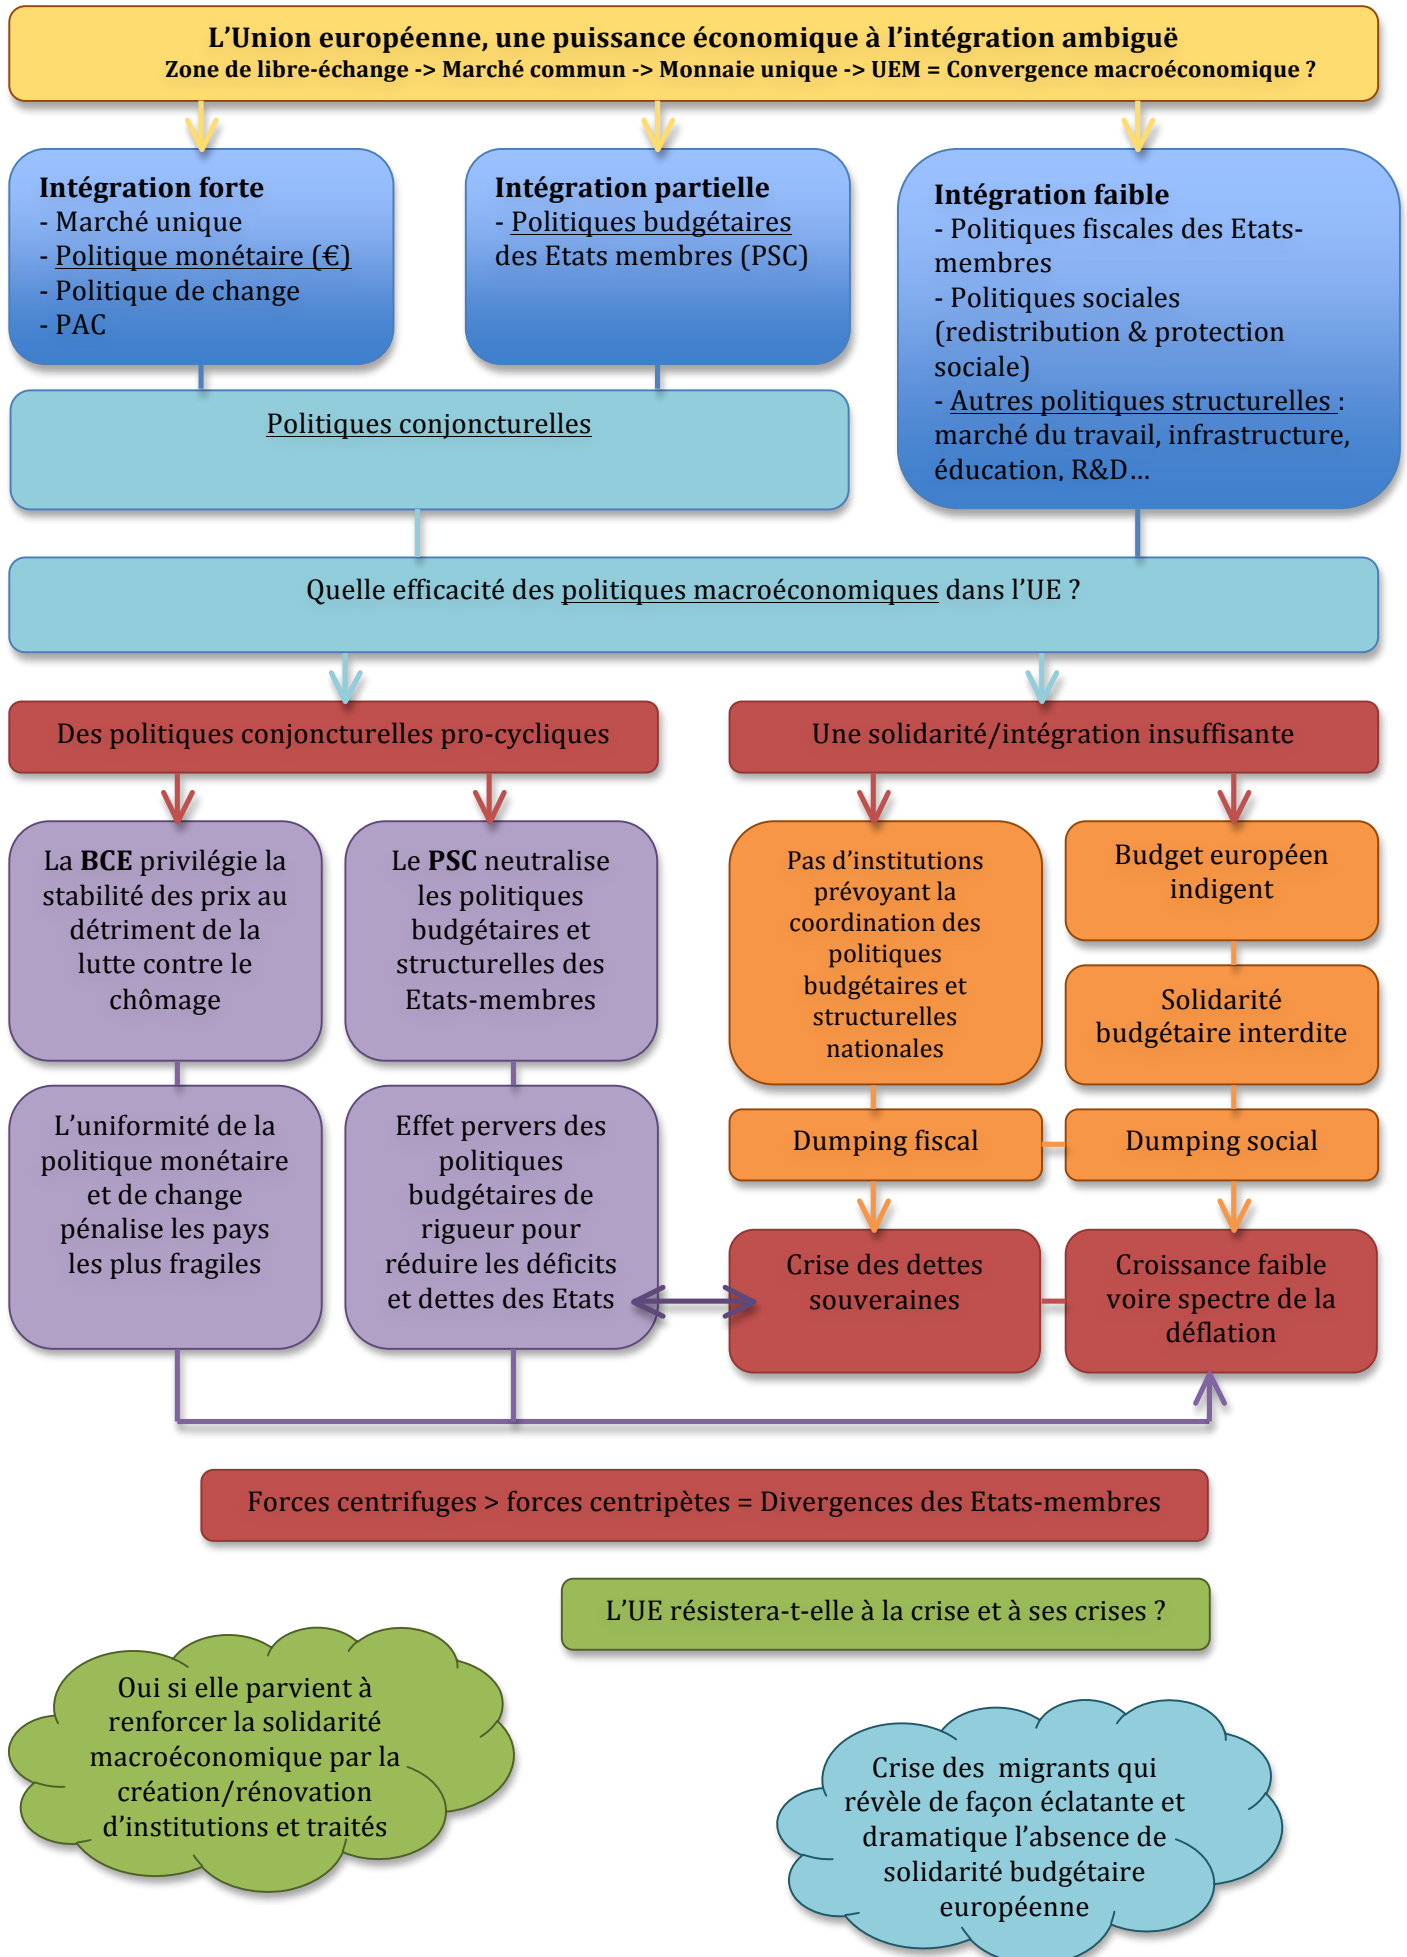 L'Union européenne, une puissance économique à l'intégration ambiguë
Zone de libre-échange -> Marché commun -> Monnaie unique -> UEM = Convergence macroéconomique ?
Intégration forte
- Marché unique
- Politique monétaire (€)
- Politique de change
- PAC
Intégration partielle
- Politiques budgétaires
des Etats membres (PSC)
Intégration faible
- Politiques fiscales des Etats-
membres
- Politiques sociales
(redistribution & protection
sociale)
- Autres politiques structurelles :
marché du travail, infrastructure,
éducation, R&D…
Politiques conjoncturelles
Quelle efficacité des politiques macroéconomiques dans l'UE ?
Des politiques conjoncturelles pro-cycliques
Une solidarité/intégration insuffisante
La BCE privilégie la
stabilité des prix au
détriment de la
lutte contre le
chômage
Le PSC neutralise
les politiques
budgétaires et
structurelles des
Etats-membres
Pas d'institutions
prévoyant la
coordination des
politiques
budgétaires et
structurelles
nationales
Budget européen
indigent
Solidarité
budgétaire interdite
L'uniformité de la
politique monétaire
et de change
pénalise les pays
les plus fragiles
Effet pervers des
politiques
budgétaires de
rigueur pour
réduire les déficits
et dettes des Etats
Dumping fiscal
Dumping social
Crise des dettes
souveraines
Croissance faible
voire spectre de la
déflation
Forces centrifuges > forces centripètes = Divergences des Etats-membres
L'UE résistera-t-elle à la crise et à ses crises ?
Oui si elle parvient à
renforcer la solidarité
macroéconomique par la
création/rénovation
d'institutions et traités
Crise des migrants qui
révèle de façon éclatante et
dramatique l'absence de
solidarité budgétaire
européenne